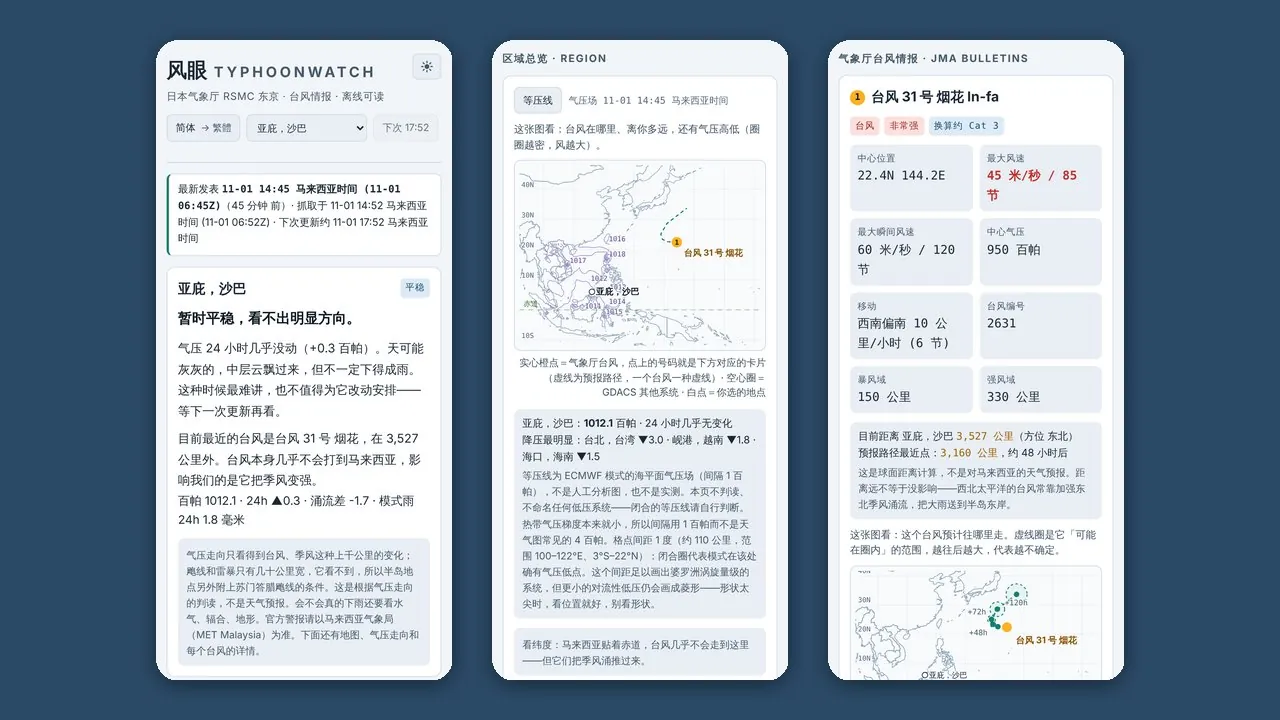 风眼 TYPHOONWATCH
☀
日本气象厅 RSMC 东京 · 台风情报 · 离线可读
简体 → 繁體
亚庇，沙巴
下次 17:52
最新发表 11-01 14:45 马来西亚时间 (11-01
06:45Z)（45 分钟 前）· 抓取于 11-01 14:52 马来西亚
时间 (11-01 06:52Z) · 下次更新约 11-01 17:52 马来西亚
时间
亚庇，沙巴
平稳
暂时平稳，看不出明显方向。
气压 24 小时几乎没动（+0.3 百帕）。天可能
灰灰的，中层云飘过来，但不一定下得成雨。
这种时候最难讲，也不值得为它改动安排——
等下一次更新再看。
目前最近的台风是台风 31 号 烟花，在 3,527
公里外。台风本身几乎不会打到马来西亚，影
响我们的是它把季风变强。
百帕 1012.1 · 24h ▲0.3 · 涌流差 -1.7 · 模式雨
24h 1.8 毫米
气压走向只看得到台风、季风这种上千公里的变化；
飑线和雷暴只有几十公里宽，它看不到，所以半岛地
点另外附上苏门答腊飑线的条件。这是根据气压走向
的判读，不是天气预报。会不会真的下雨还要看水
气、辐合、地形。官方警报请以马来西亚气象局
（MET Malaysia）为准。下面还有地图、气压走向和
每个台风的详情。
区域总览 · REGION
等压线
气压场 11-01 14:45 马来西亚时间
这张图看：台风在哪里、离你多远，还有气压高低（圈
圈越密，风越大）。
40N
30N
20N
10N
赤道
10S
1016
1018
1017
1012
1014
1014
1015
1
台风 31 号 烟花
亚庇，沙巴
实心橙点＝气象厅台风，点上的号码就是下方对应的卡片
（虚线为预报路径，一个台风一种虚线）· 空心圈＝
GDACS 其他系统 · 白点＝你选的地点
亚庇，沙巴：1012.1 百帕 · 24 小时几乎无变化
降压最明显：台北，台湾 ▼3.0 · 岘港，越南 ▼1.8 ·
海口，海南 ▼1.5
等压线为 ECMWF 模式的海平面气压场（间隔 1 百
帕），不是人工分析图，也不是实测。本页不判读、
不命名任何低压系统——闭合的等压线请自行判断。
热带气压梯度本来就小，所以间隔用 1 百帕而不是天
气图常见的 4 百帕。格点间距 1 度（约 110 公里，范
围 100–122°E、3°S–22°N）：闭合圈代表模式在该处
确有气压低点。这个间距足以画出婆罗洲涡旋量级的
系统，但更小的对流性低压仍会画成菱形——形状太
尖时，看位置就好，别看形状。
看纬度：马来西亚贴着赤道，台风几乎不会走到这里
——但它们把季风涌推过来。
气象厅台风情报 · JMA BULLETINS
1 台风 31 号 烟花 In-fa
台风
非常强
换算约 Cat 3
中心位置
22.4N 144.2E
最大风速
45 米/秒 / 85
节
最大瞬间风速
60 米/秒 / 120
节
中心气压
950 百帕
移动
西南偏南 10 公
里/小时 (6 节)
台风编号
2631
暴风域
150 公里
强风域
330 公里
目前距离 亚庇，沙巴 3,527 公里（方位 东北）
预报路径最近点：3,160 公里，约 48 小时后
这是球面距离计算，不是对马来西亚的天气预报。距
离远不等于没影响——西北太平洋的台风常靠加强东
北季风涌流，把大雨送到半岛东岸。
这张图看：这个台风预计往哪里走。虚线圈是它「可能
在圈内」的范围，越往后越大，代表越不确定。
40N
30N
20N
10N
+120h
+72h
+48h
台风 31 号 烟花
亚庇，沙巴